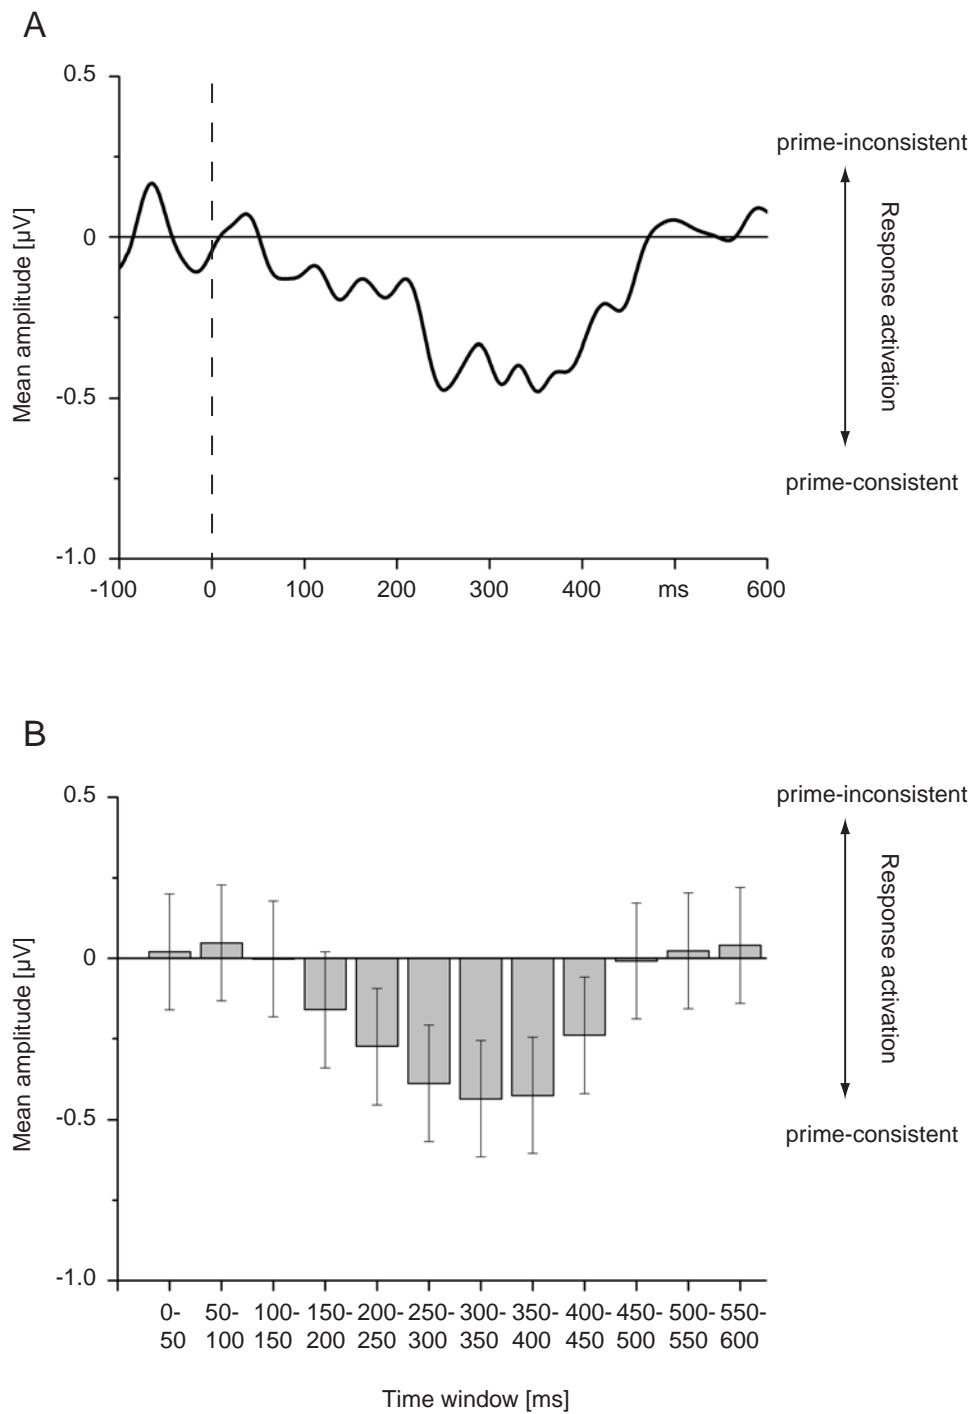 A
0.5
0
-0.5
-1.0
Mean amplitude [µV]
-100 0 100 200 300 400 ms 600
prime-inconsistent
Response activation
prime-consistent
B
0.5
0
-0.5
-1.0
Mean amplitude [µV]
0- 50- 100- 150- 200- 250- 300- 350- 400- 450- 500- 550-
50 100 150 200 250 300 350 400 450 500 550 600
Time window [ms]
prime-inconsistent
Response activation
prime-consistent